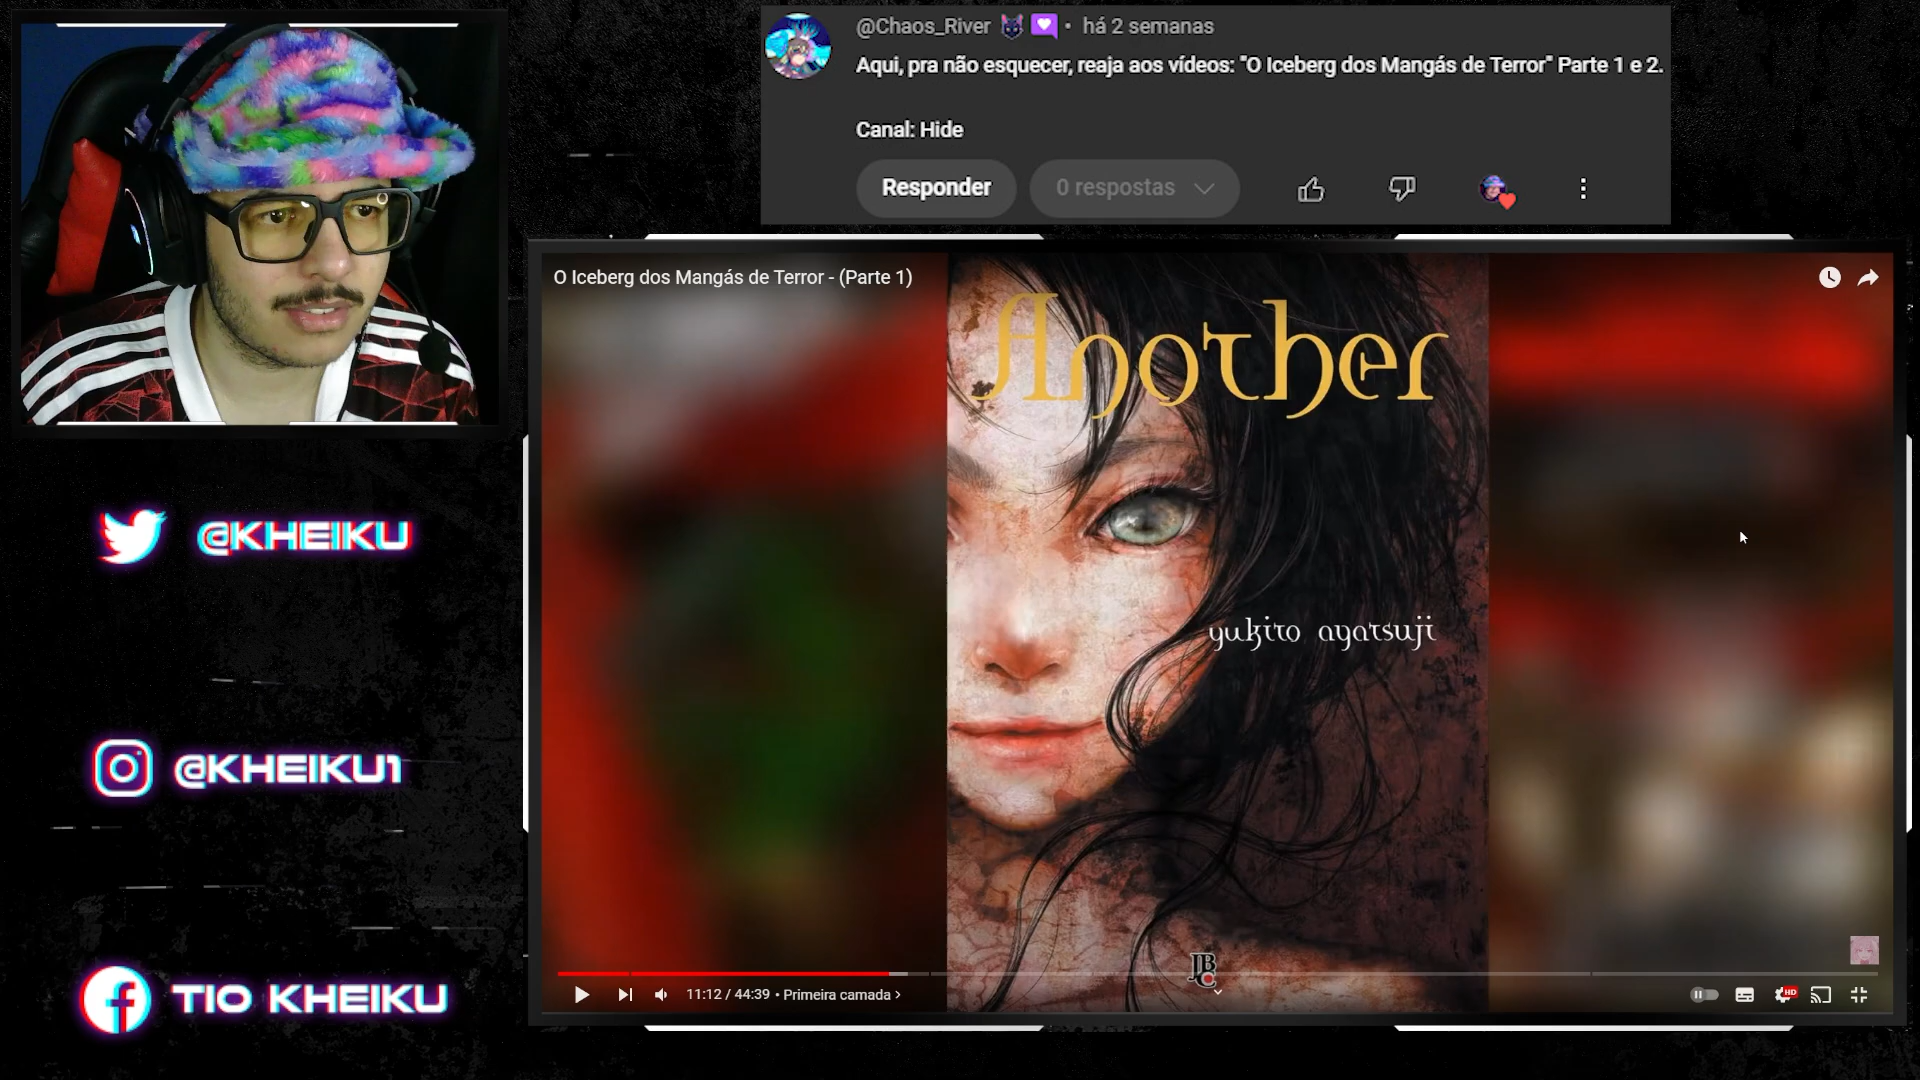 @Chaos_River • há 2 semanas
Aqui, pra não esquecer, reaja aos vídeos: "O Iceberg dos Mangás de Terror" Parte 1 e 2.
Canal: Hide
Responder
0 respostas
O Iceberg dos Mangás de Terror - (Parte 1)
Another
yukito ayatsuji
JBC
11:12 / 44:39 • Primeira camada >
HD
@KHEIKU
@KHEIKU1
TIO KHEIKU